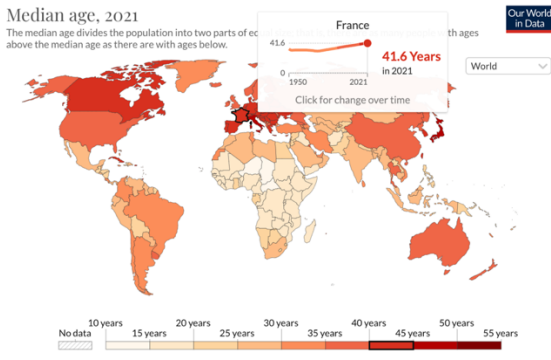 Median age, 2021
The median age divides the population into two parts of eq
ages
above the median age as there are with ages below.
Our World
in Data
World
France
41.6
0
1950
2021
41.6 Years
in 2021
Click for change over time
No data
10 years
15 years
20 years
25 years
30 years
35 years
40 years
45 years
50 years
55 years